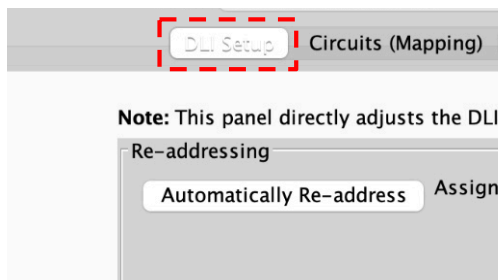 DLI Setup Circuits (Mapping)
Note: This panel directly adjusts the DLI
Re-addressing
Automatically Re-address Assign